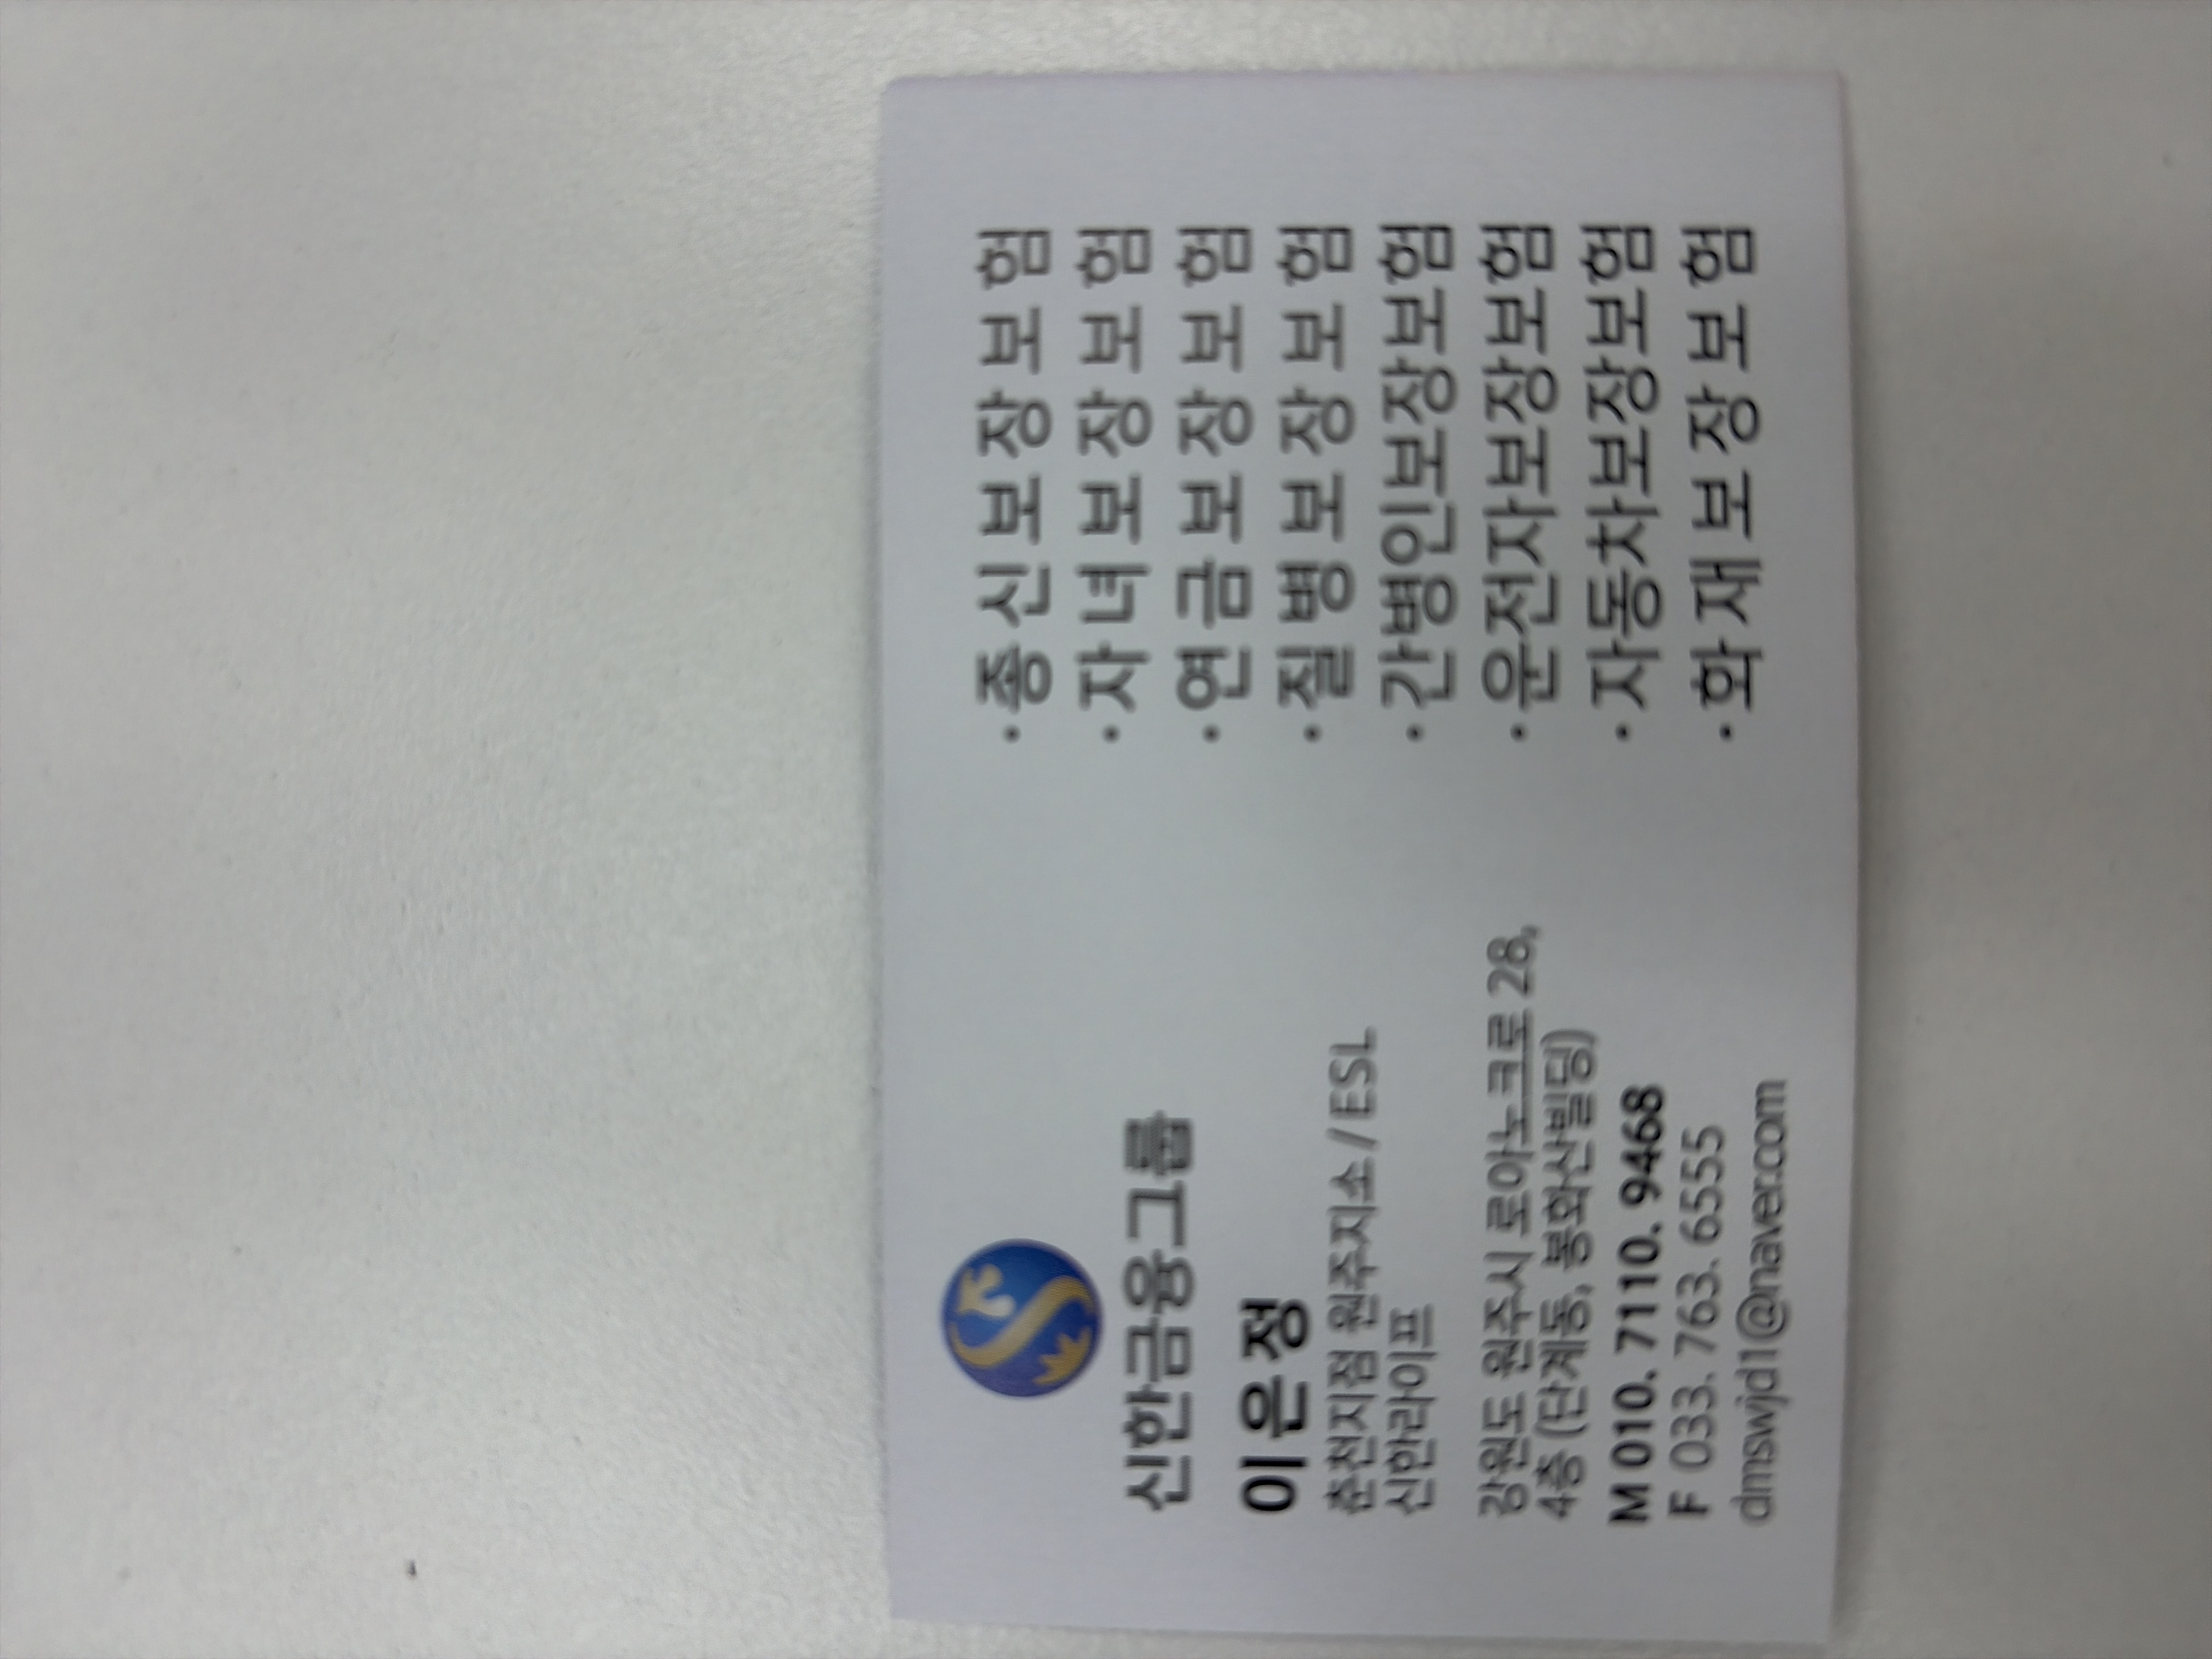 신한금융그룹
이은정
춘천지점 원주지소 / ESL
신한라이프
강원도 원주시 로아노크로 28,
4층 (단계동, 봉화산빌딩)
M 010. 7110. 9468
F 033. 763. 6555
dmswjd1@naver.com
· 종신보장보험
· 자녀보장보험
· 연금보장보험
· 질병보장보험
· 간병인보장보험
· 운전자보장보험
· 자동차보장보험
· 화재보장보험